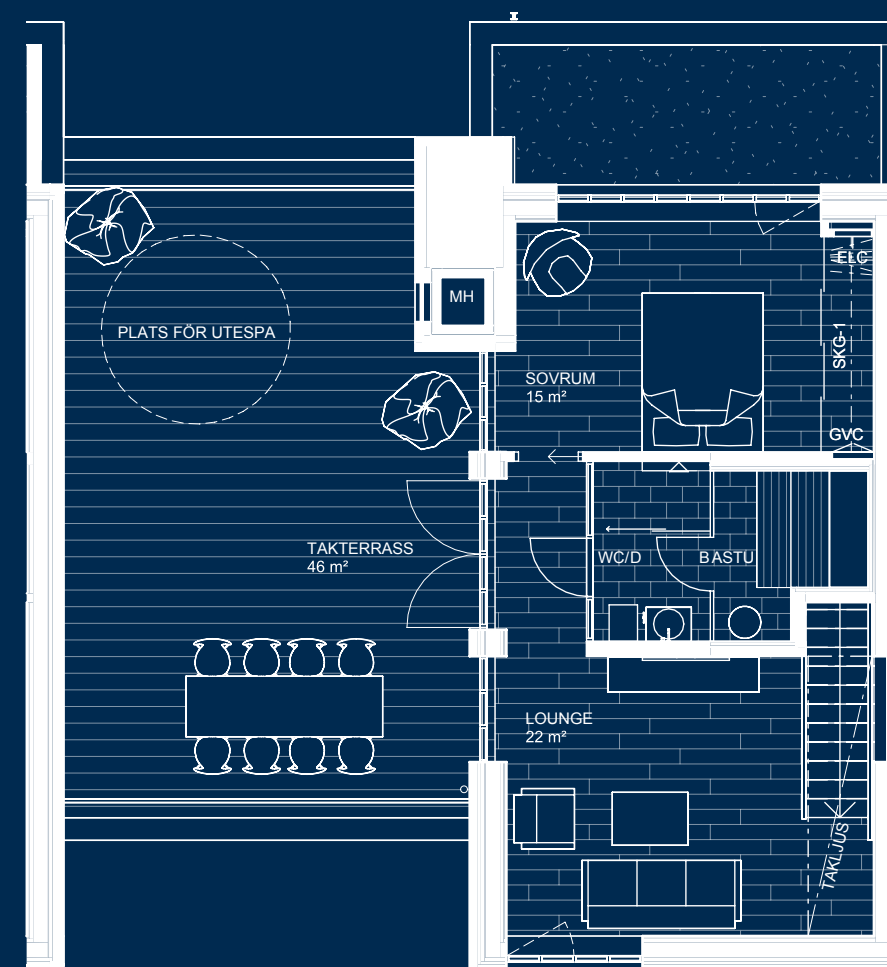 ELC
MH
PLATS FÖR UTESPA
SKG-1
SOVRUM
15 m²
GVC
TAKTERRASS
46 m²
WC/D
BASTU
LOUNGE
22 m²
TAKLJUS